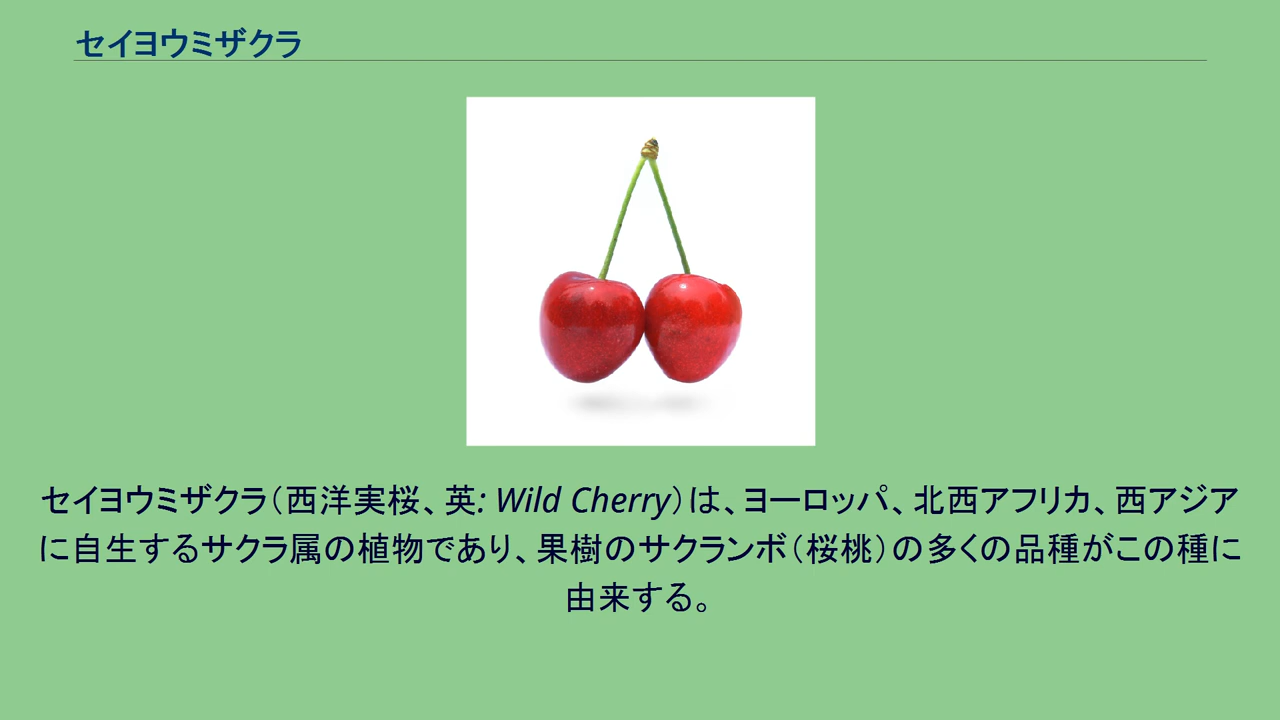 セイヨウミザクラ
セイヨウミザクラ（西洋実桜、英: Wild Cherry）は、ヨーロッパ、北西アフリカ、西アジア
に自生するサクラ属の植物であり、果樹のサクランボ（桜桃）の多くの品種がこの種に
由来する。